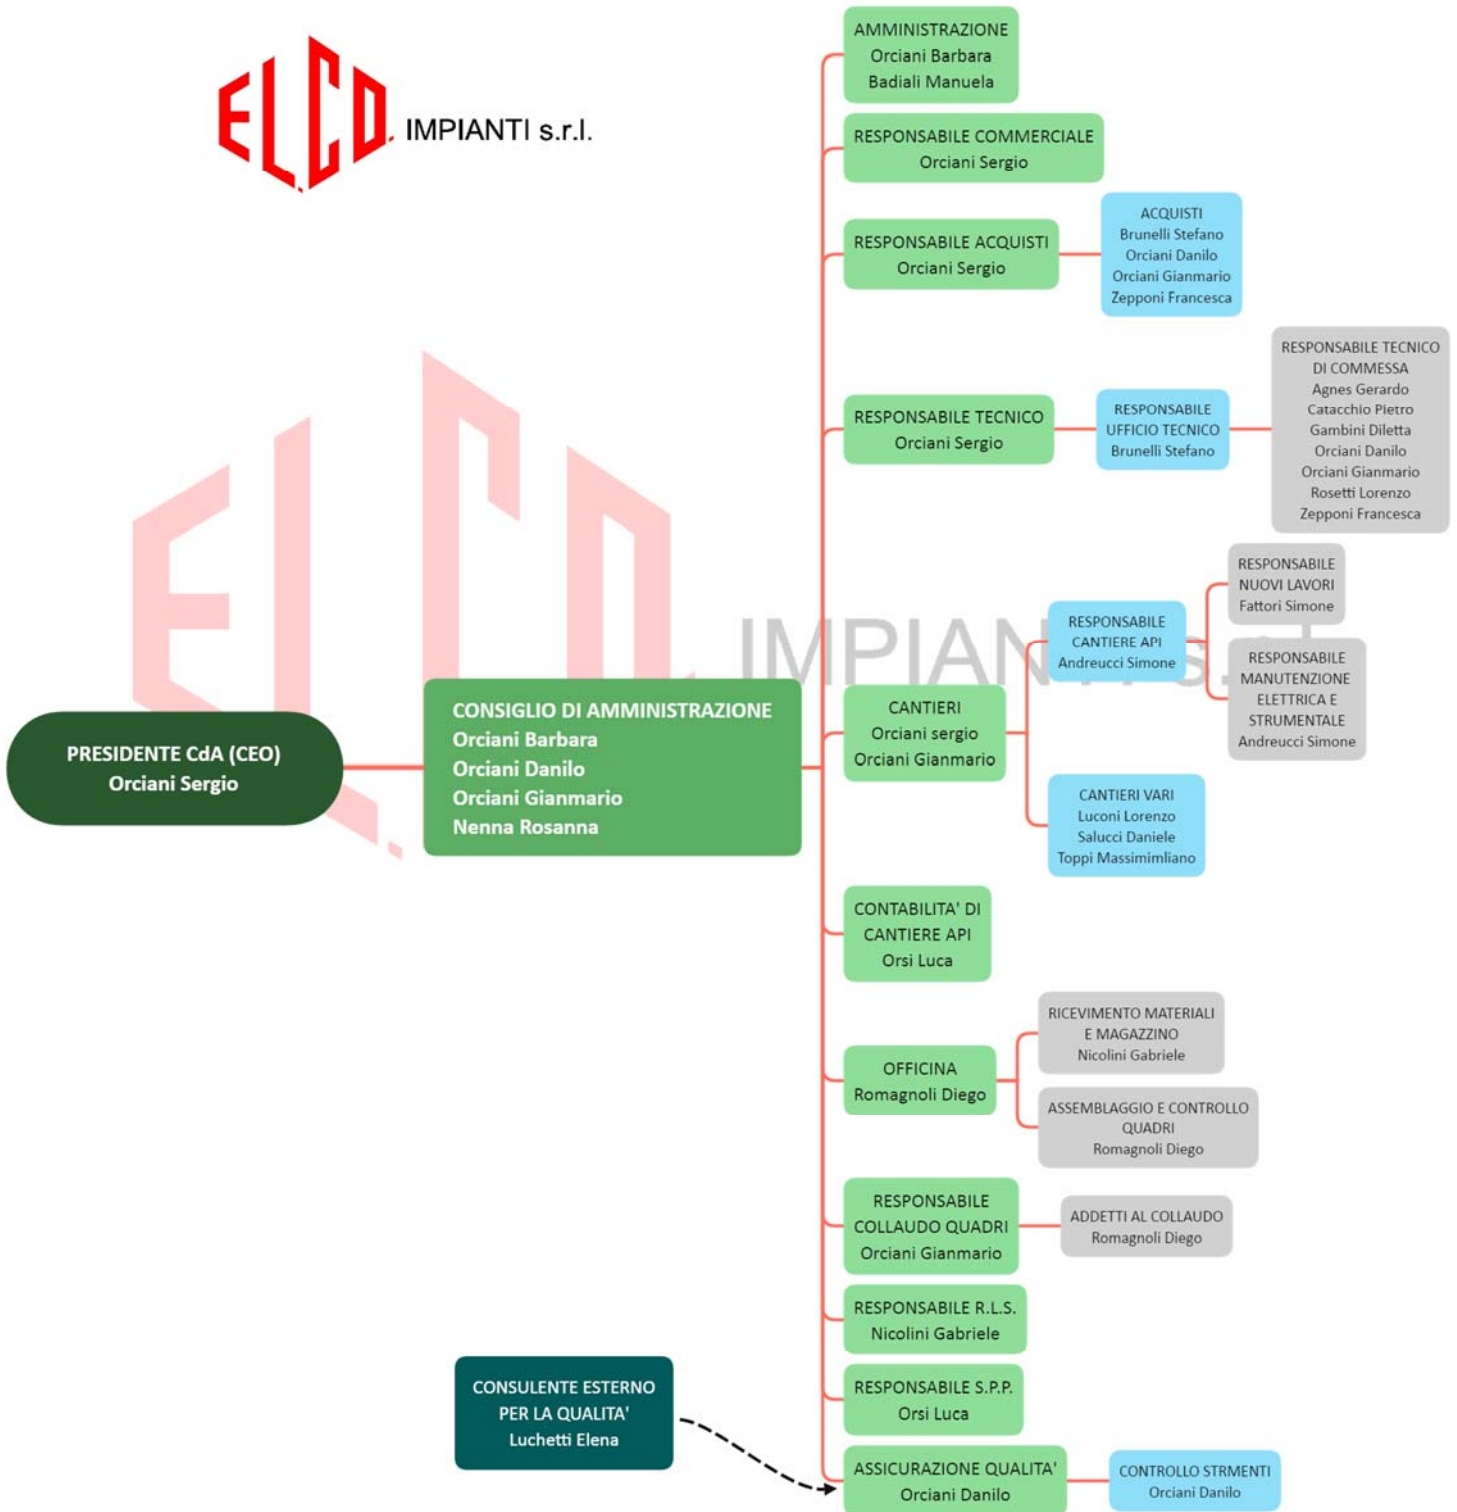 EL.CO. IMPIANTI s.r.l.
AMMINISTRAZIONE
Orciani Barbara
Badiali Manuela
RESPONSABILE COMMERCIALE
Orciani Sergio
RESPONSABILE ACQUISTI
Orciani Sergio
ACQUISTI
Brunelli Stefano
Orciani Danilo
Orciani Gianmario
Zepponi Francesca
RESPONSABILE TECNICO
Orciani Sergio
RESPONSABILE
UFFICIO TECNICO
Brunelli Stefano
RESPONSABILE TECNICO
DI COMMESSA
Agnes Gerardo
Catacchio Pietro
Gambini Diletta
Orciani Danilo
Orciani Gianmario
Rosetti Lorenzo
Zepponi Francesca
EL.CO. IMPIANTI s.
PRESIDENTE CdA (CEO)
Orciani Sergio
CONSIGLIO DI AMMINISTRAZIONE
Orciani Barbara
Orciani Danilo
Orciani Gianmario
Nenna Rosanna
CANTIERI
Orciani sergio
Orciani Gianmario
RESPONSABILE
CANTIERE API
Andreucci Simone
RESPONSABILE
NUOVI LAVORI
Fattori Simone
RESPONSABILE
MANUTENZIONE
ELETTRICA E
STRUMENTALE
Andreucci Simone
CANTIERI VARI
Luconi Lorenzo
Salucci Daniele
Toppi Massimimliano
CONTABILITA' DI
CANTIERE API
Orsi Luca
OFFICINA
Romagnoli Diego
RICEVIMENTO MATERIALI
E MAGAZZINO
Nicolini Gabriele
ASSEMBLAGGIO E CONTROLLO
QUADRI
Romagnoli Diego
RESPONSABILE
COLLAUDO QUADRI
Orciani Gianmario
ADDETTI AL COLLAUDO
Romagnoli Diego
RESPONSABILE R.L.S.
Nicolini Gabriele
RESPONSABILE S.P.P.
Orsi Luca
CONSULENTE ESTERNO
PER LA QUALITA'
Luchetti Elena
ASSICURAZIONE QUALITA'
Orciani Danilo
CONTROLLO STRMENTI
Orciani Danilo